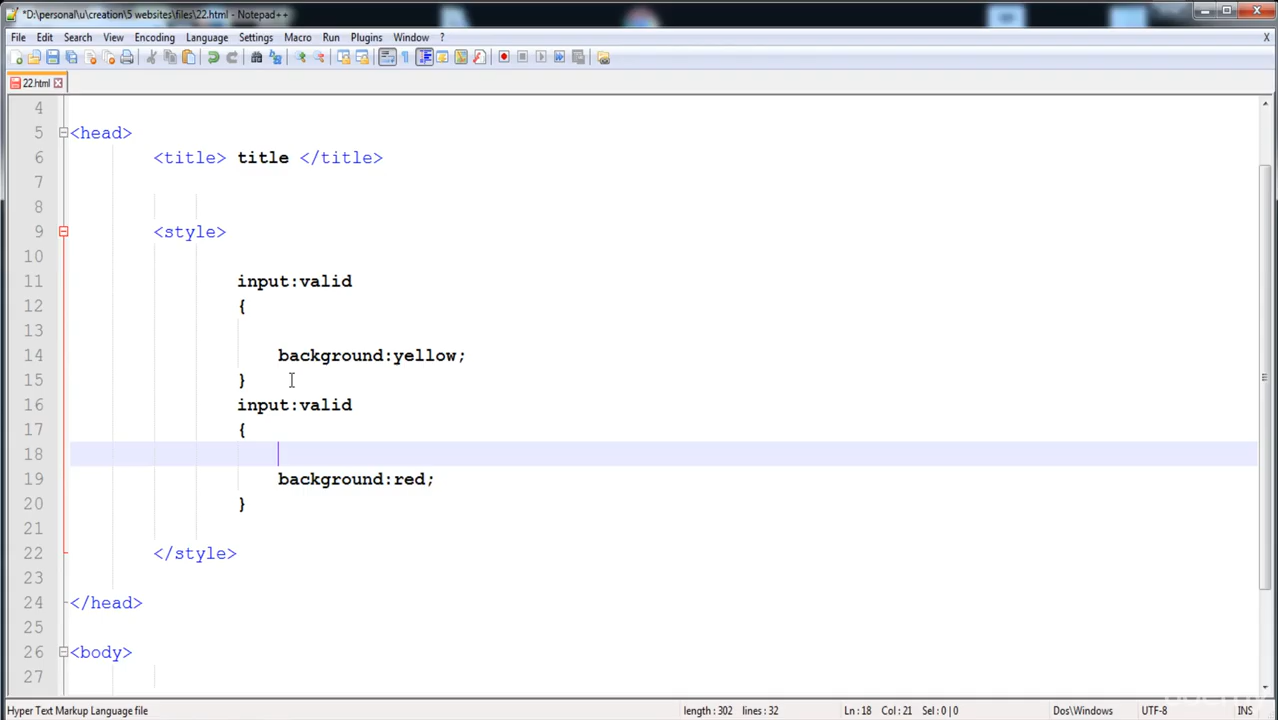 *D:\personal\u\creation\5 websites\files\22.html - Notepad++
File Edit Search View Encoding Language Settings Macro Run Plugins Window ? X
22.html
4
5 <head>
6 <title> title </title>
7
8
9 <style>
10
11 input:valid
12 {
13
14 background:yellow;
15 }
16 input:valid
17 {
18
19 background:red;
20 }
21
22 </style>
23
24 </head>
25
26 <body>
27
Hyper Text Markup Language file length: 302 lines: 32 Ln:18 Col:21 Sel:0|0 Dos\Windows UTF-8 INS